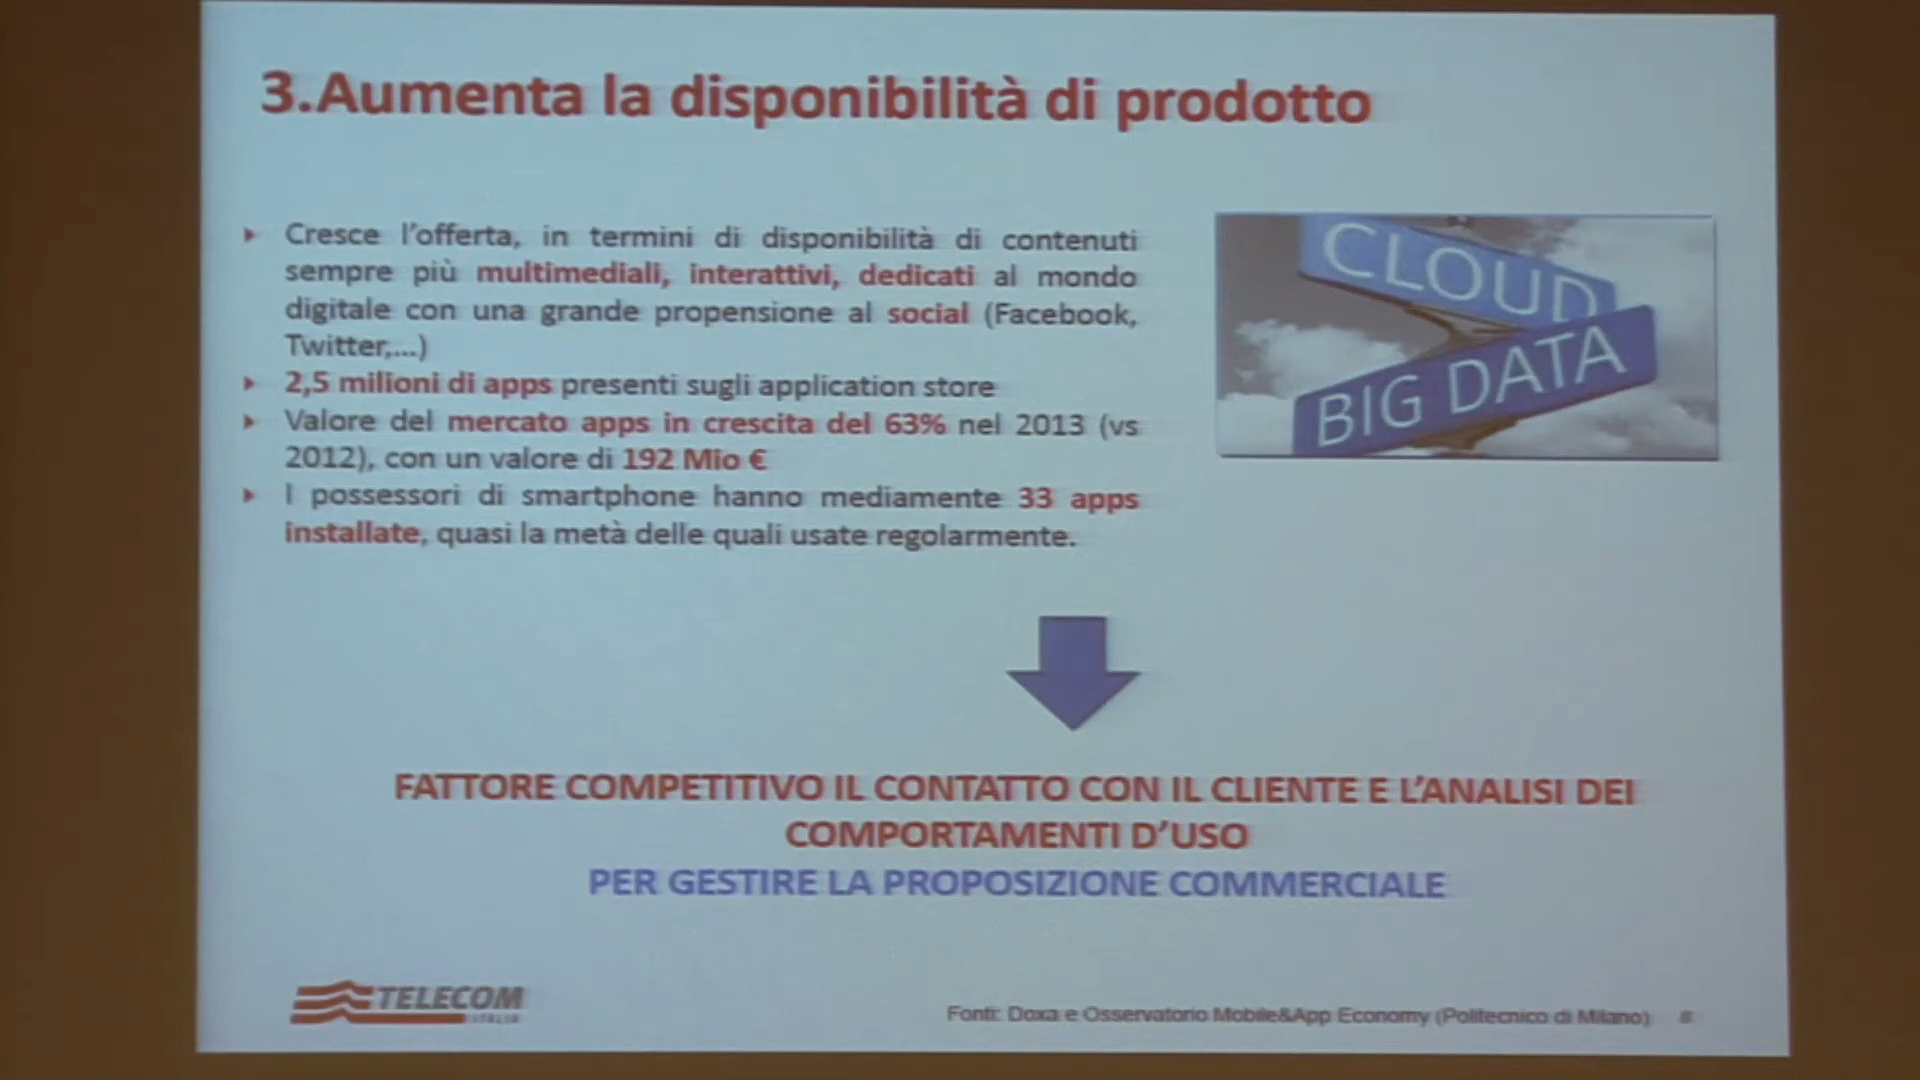 3.Aumenta la disponibilità di prodotto
Cresce l'offerta, in termini di disponibilità di contenuti
sempre più multimediali, interattivi, dedicati al mondo
digitale con una grande propensione al social (Facebook,
Twitter,...)
2,5 milioni di apps presenti sugli application store
Valore del mercato apps in crescita del 63% nel 2013 (vs
2012), con un valore di 192 Mio €
I possessori di smartphone hanno mediamente 33 apps
installate, quasi la metà delle quali usate regolarmente.
CLOUD
BIG DATA
FATTORE COMPETITIVO IL CONTATTO CON IL CLIENTE E L'ANALISI DEI
COMPORTAMENTI D'USO
PER GESTIRE LA PROPOSIZIONE COMMERCIALE
TELECOM
ITALIA
Fonti: Doxa e Osservatorio Mobile&App Economy (Politecnico di Milano)